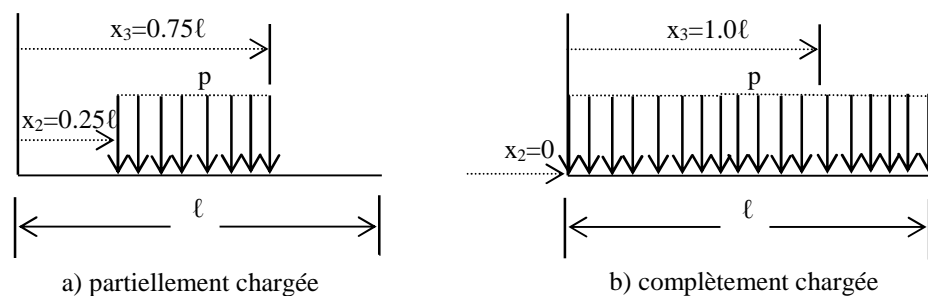 x₃=0.75ℓ
p
x₂=0.25ℓ
ℓ
a) partiellement chargée
x₃=1.0ℓ
p
x₂=0
ℓ
b) complètement chargée